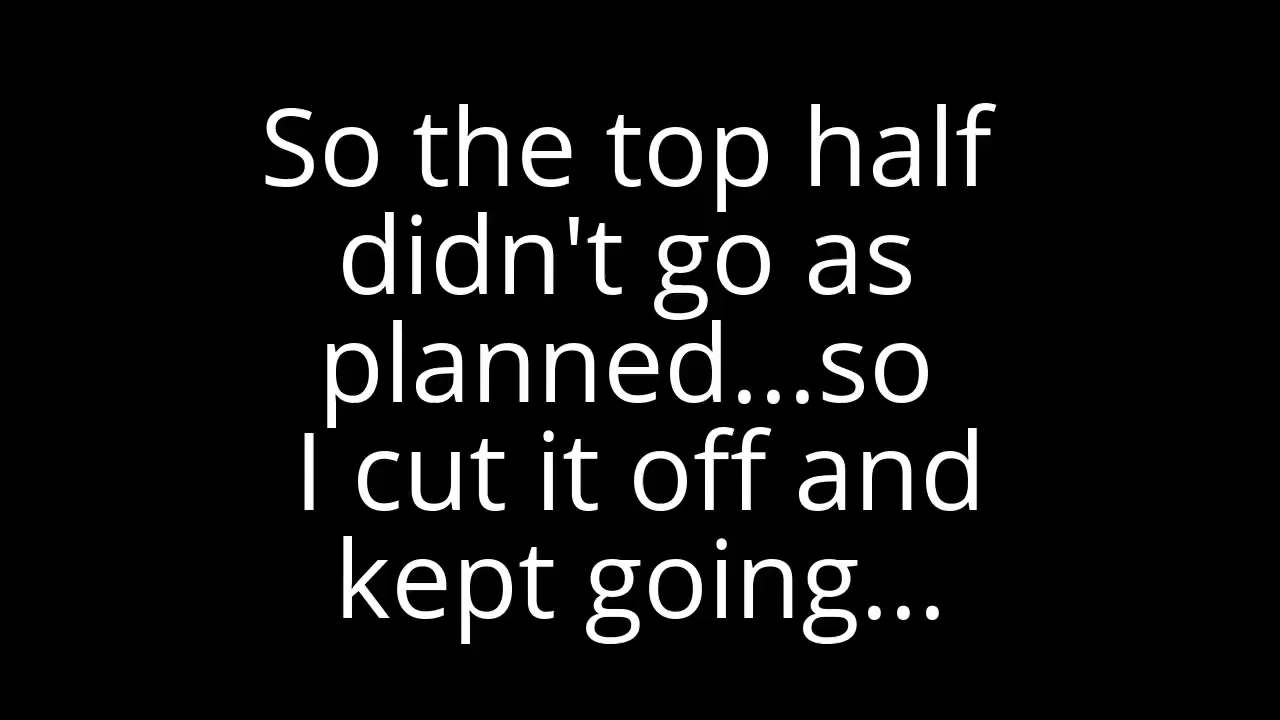 So the top half
didn't go as
planned...so
I cut it off and
kept going...